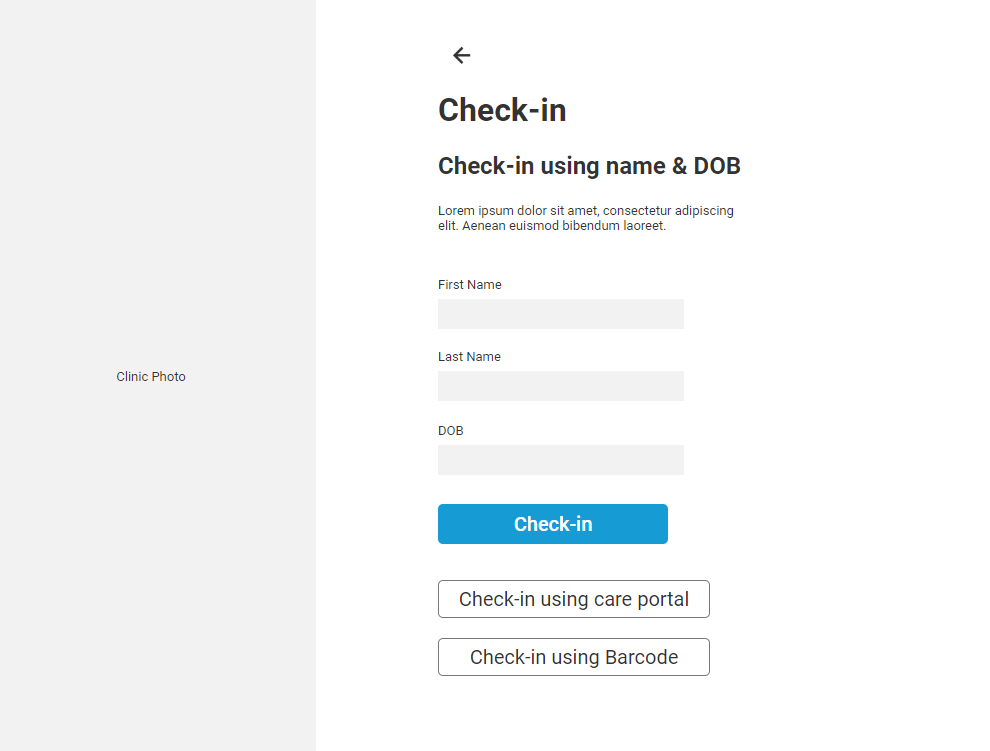 Check-in
Check-in using name & DOB
Lorem ipsum dolor sit amet, consectetur adipiscing
elit. Aenean euismod bibendum laoreet.
First Name
Last Name
Clinic Photo
DOB
Check-in
Check-in using care portal
Check-in using Barcode